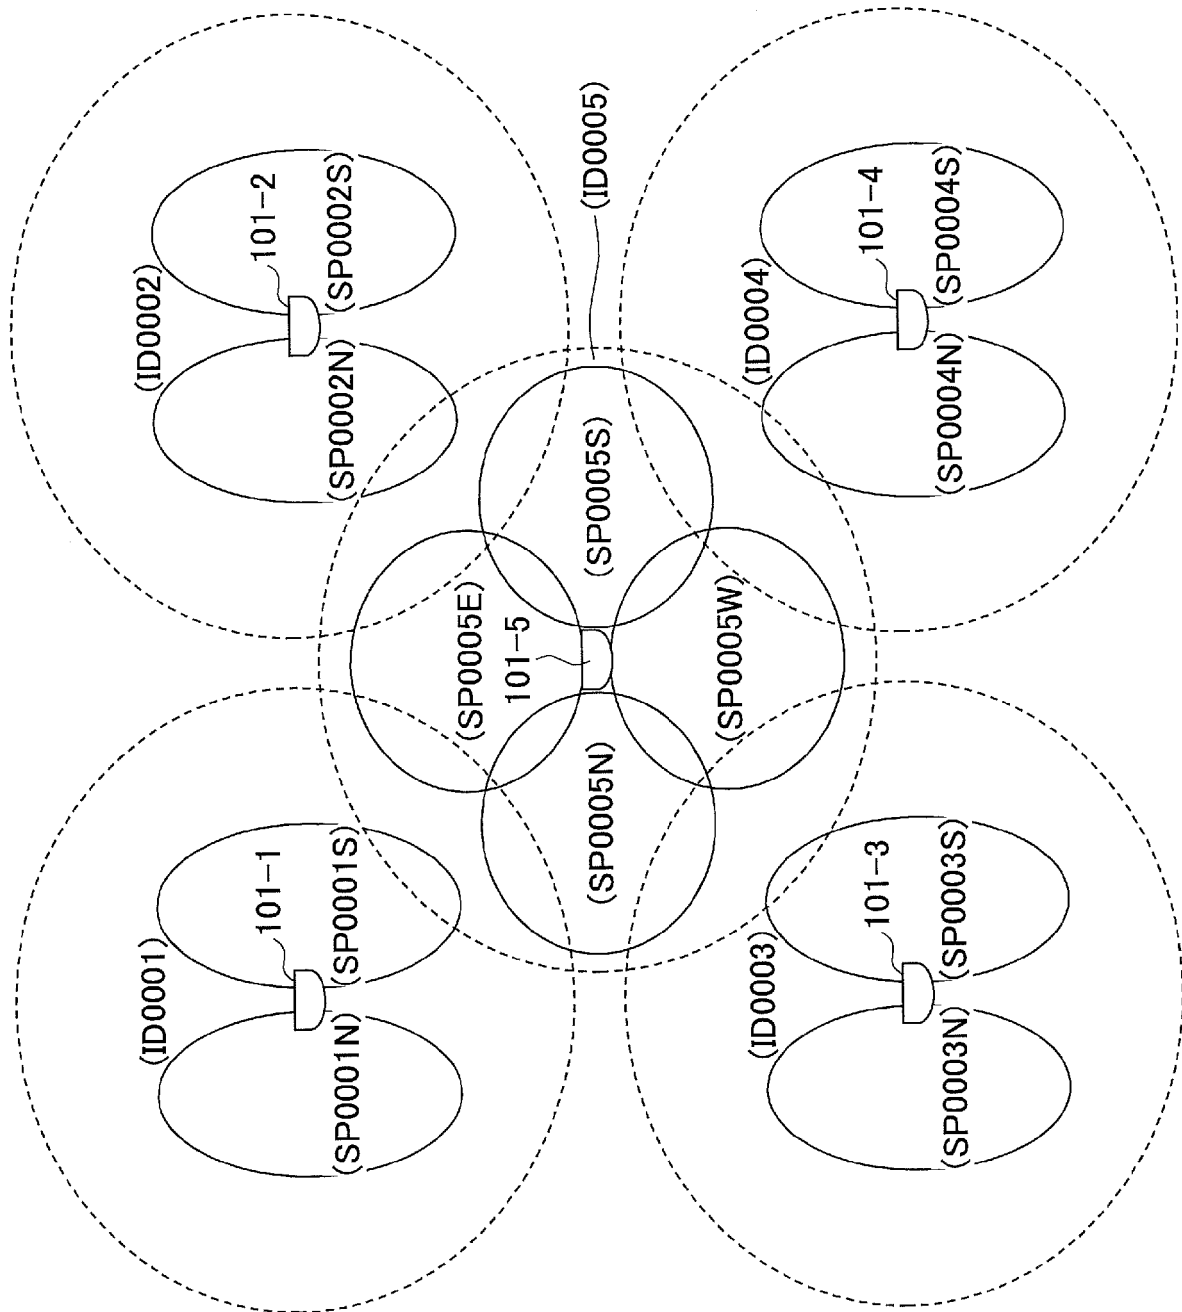 (ID0001)
101-1
(SP0001N)
(SP0001S)
(ID0002)
101-2
(SP0002N)
(SP0002S)
(ID0005)
(SP0005E)
101-5
(SP0005N)
(SP0005S)
(SP0005W)
(ID0003)
101-3
(SP0003N)
(SP0003S)
(ID0004)
101-4
(SP0004N)
(SP0004S)